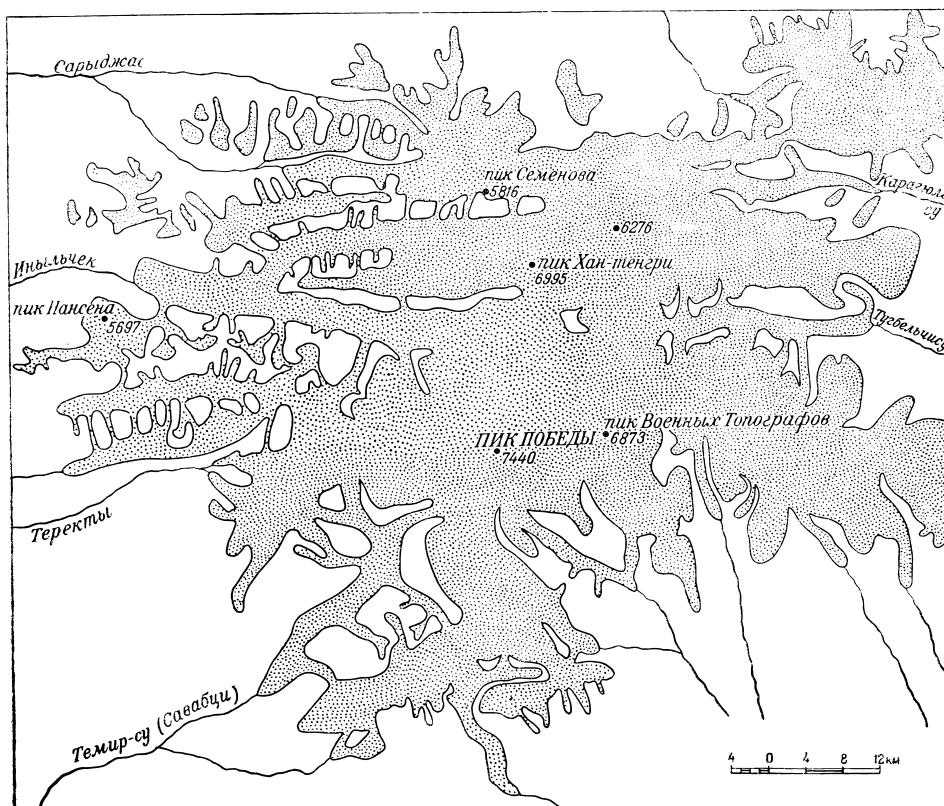 Сарыджас
пик Семенова
5816
Карагюль
су
6276
Иныльчек
пик Хан-тенгри
6995
пик Нансена
5697
Тугбельчису
пик Военных Топографов
6873
ПИК ПОБЕДЫ
7440
Теректы
Темир-су (Савабци)
4 0 4 8 12 км